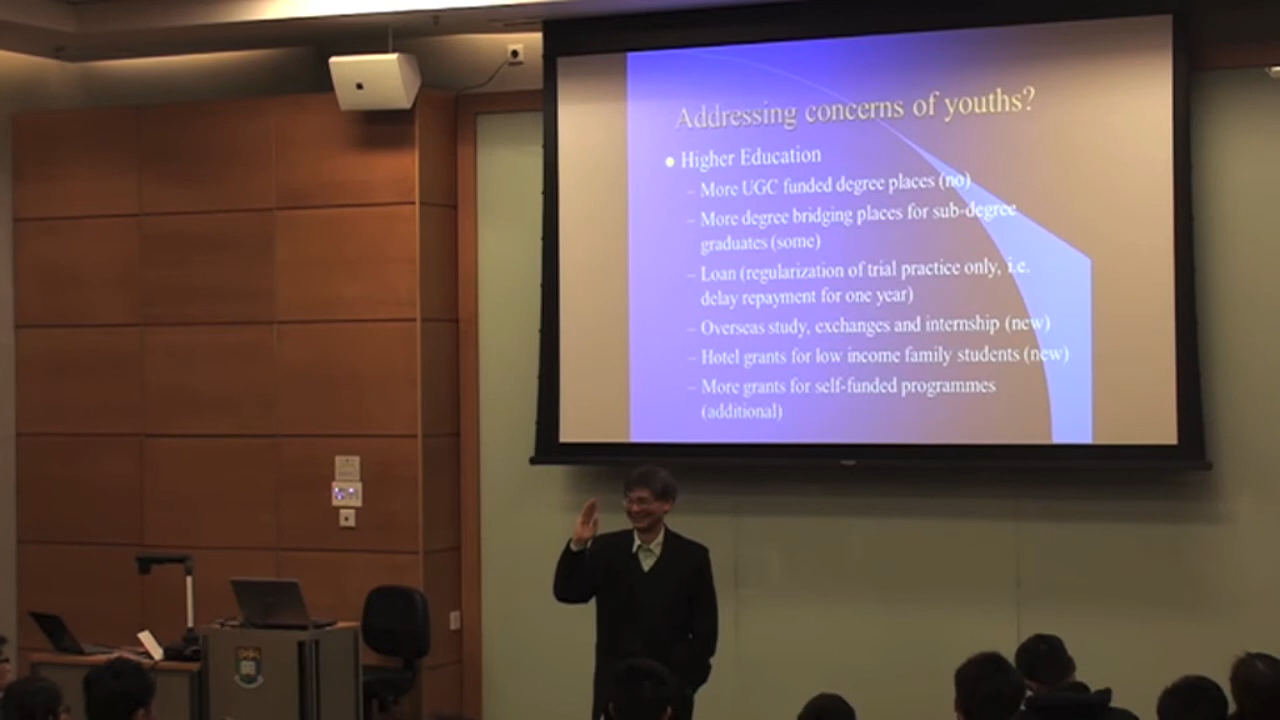 Addressing concerns of youths?
● Higher Education
– More UGC funded degree places (no)
– More degree bridging places for sub-degree
graduates (some)
– Loan (regularization of trial practice only, i.e.
delay repayment for one year)
– Overseas study, exchanges and internship (new)
– Hotel grants for low income family students (new)
– More grants for self-funded programmes
(additional)